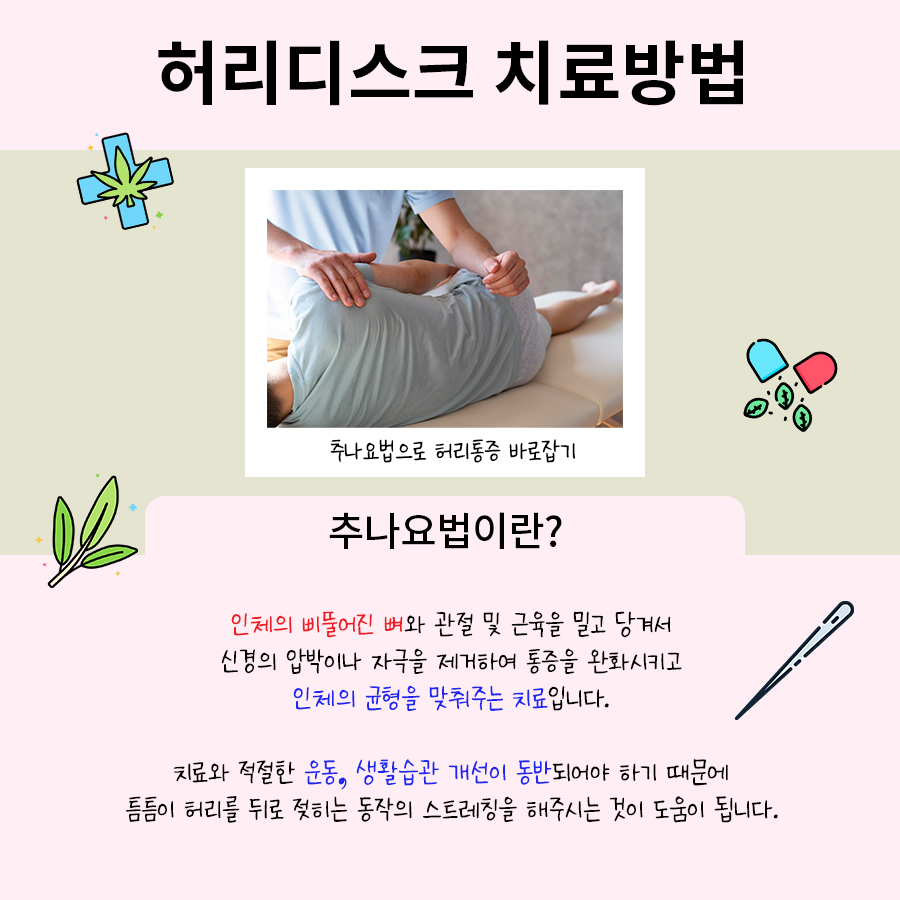 허리디스크 치료방법
추나요법으로 허리통증 바로잡기
추나요법이란?
인체의 삐뚤어진 뼈와 관절 및 근육을 밀고 당겨서
신경의 압박이나 자극을 제거하여 통증을 완화시키고
인체의 균형을 맞춰주는 치료입니다.
치료와 적절한 운동, 생활습관 개선이 동반되어야 하기 때문에
틈틈이 허리를 뒤로 젖히는 동작의 스트레칭을 해주시는 것이 도움이 됩니다.